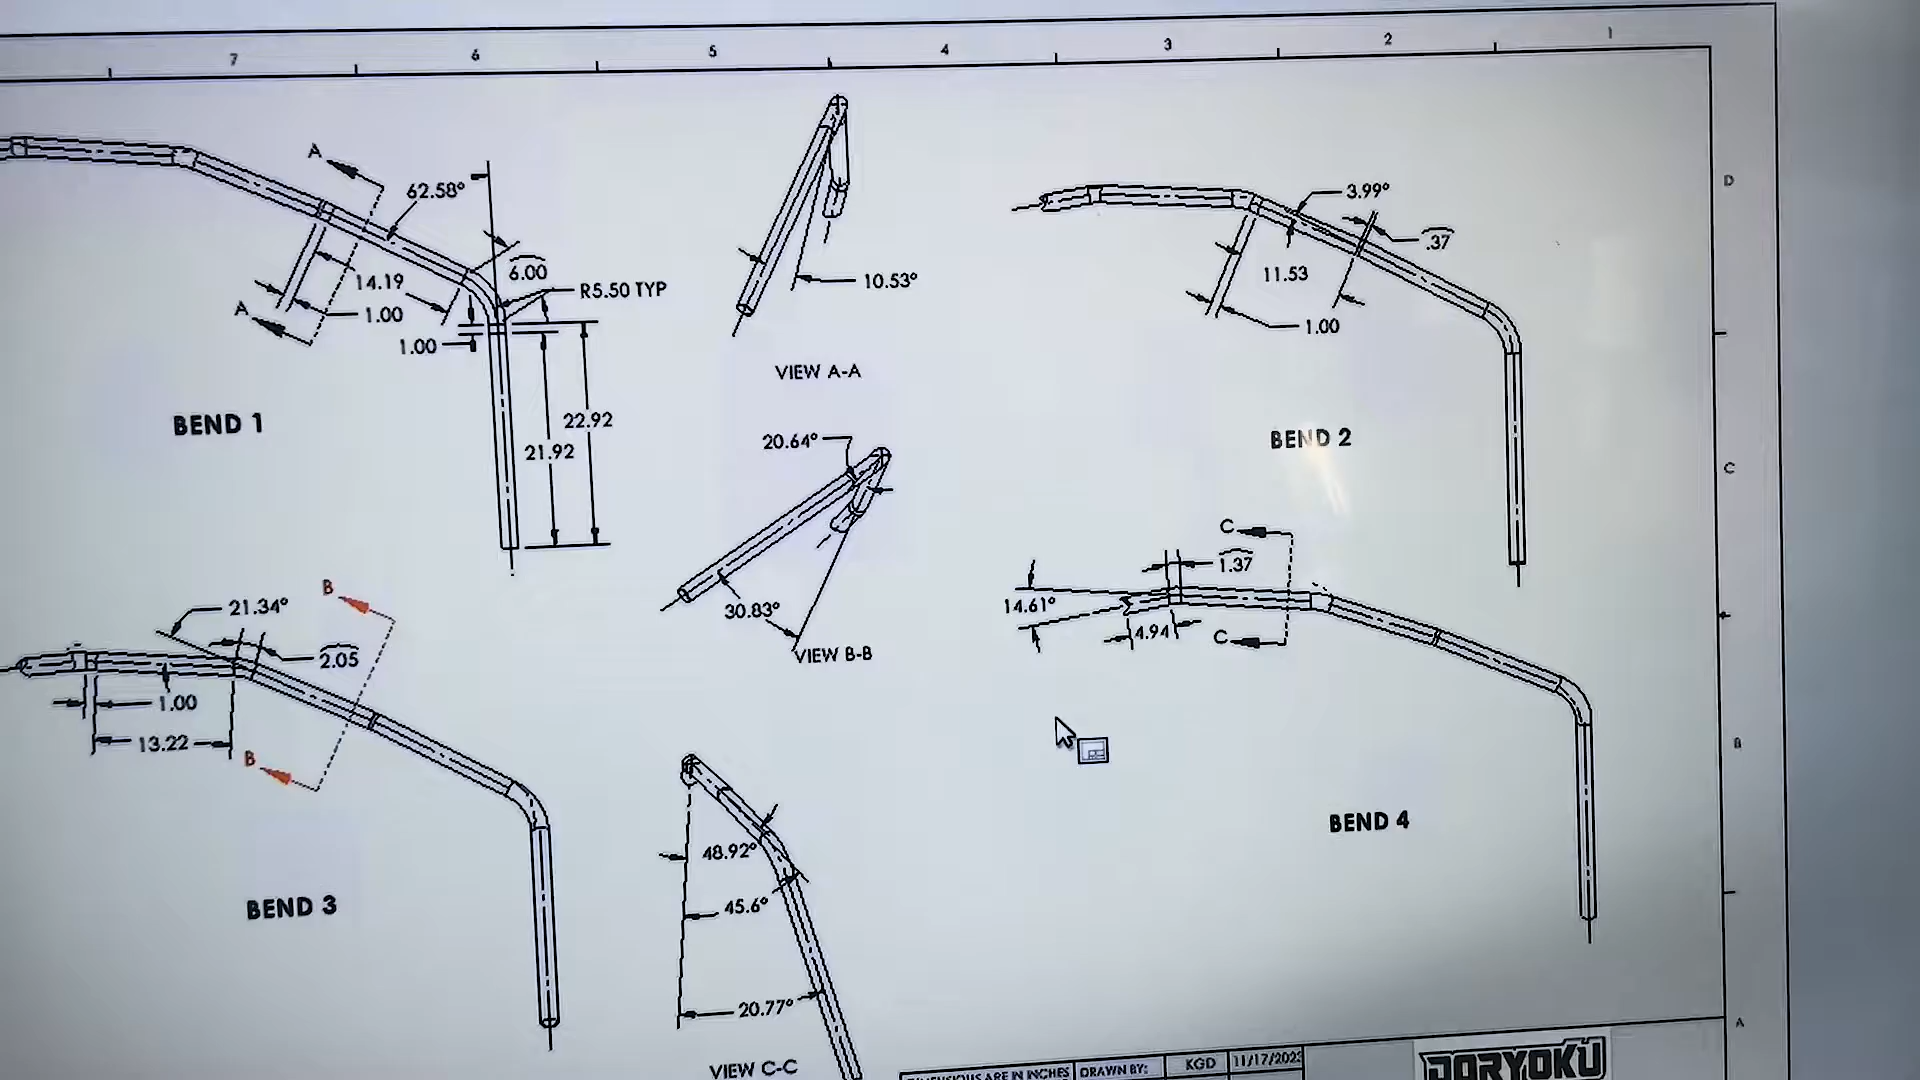 7 6 5 4 3 2 1
D
C
B
A
A
62.58°
6.00
R5.50 TYP
14.19
1.00
A
1.00
22.92
21.92
BEND 1
10.53°
VIEW A-A
3.99°
.37
11.53
1.00
BEND 2
20.64°
30.83°
VIEW B-B
B
21.34°
2.05
1.00
13.22
B
BEND 3
C
1.37
14.61°
4.94
C
BEND 4
48.92°
45.6°
20.77°
VIEW C-C
DIMENSIONS ARE IN INCHES
DRAWN BY:
KGD
11/17/2023
DORYOKU